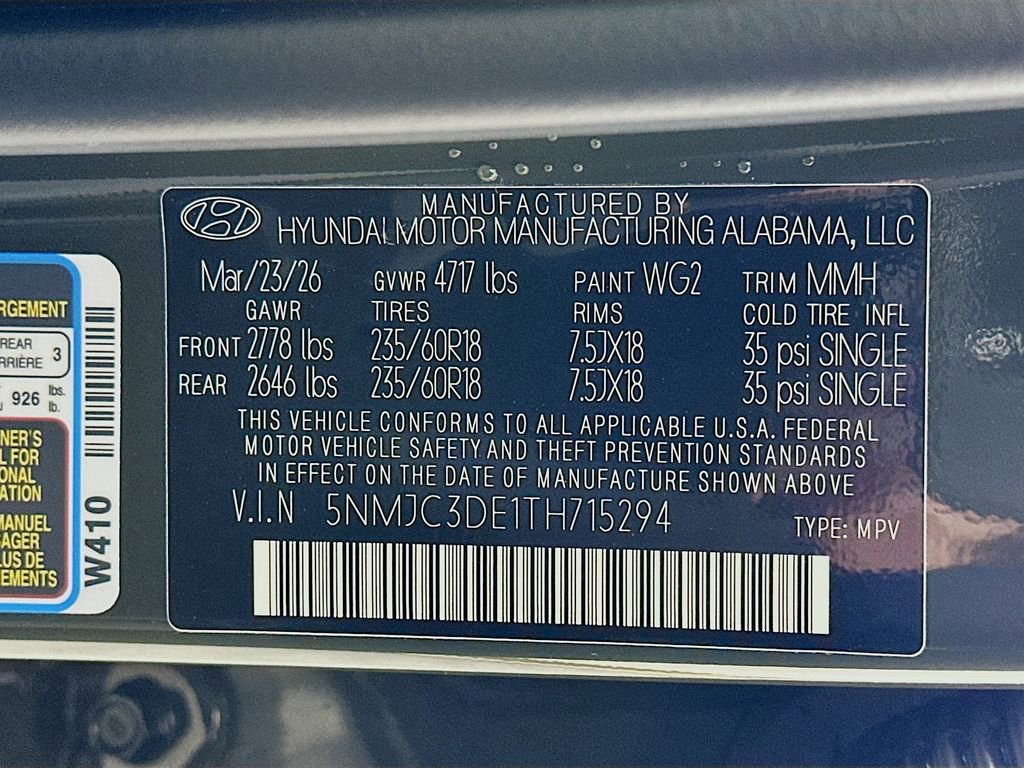 MANUFACTURED BY
HYUNDAI MOTOR MANUFACTURING ALABAMA, LLC
Mar/23/26 GVWR 4717 lbs PAINT WG2 TRIM MMH
GAWR TIRES RIMS COLD TIRE INFL
FRONT 2778 lbs 235/60R18 7.5JX18 35 psi SINGLE
REAR 2646 lbs 235/60R18 7.5JX18 35 psi SINGLE
THIS VEHICLE CONFORMS TO ALL APPLICABLE U.S.A. FEDERAL
MOTOR VEHICLE SAFETY AND THEFT PREVENTION STANDARDS
IN EFFECT ON THE DATE OF MANUFACTURE SHOWN ABOVE
V.I.N 5NMJC3DE1TH715294 TYPE: MPV
RGEMENT
REAR 3
RRIÈRE
926 lbs.
lb.
NER'S
L FOR
ONAL
ATION
MANUEL
AGER
LUS DE
EMENTS
W410